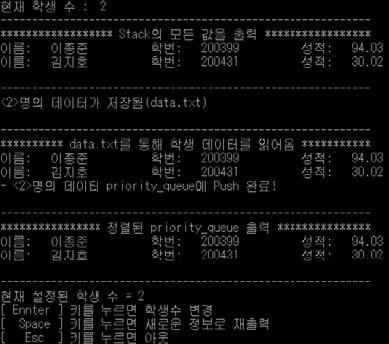 현재 학생 수 : 2
--------------------------------------------------
****************** Stack의 모든 값을 출력 ******************
이름: 이종준 학번: 200399 성적: 94.03
이름: 김지호 학번: 200431 성적: 30.02
--------------------------------------------------
<2>명의 데이터가 저장됨(data.txt)
--------------------------------------------------
********** data.txt를 통해 학생 데이터를 읽어옴 ***********
이름: 이종준 학번: 200399 성적: 94.03
이름: 김지호 학번: 200431 성적: 30.02
- <2>명의 데이터 priority_queue에 Push 완료!
--------------------------------------------------
**************** 정렬된 priority_queue 출력 ***************
이름: 이종준 학번: 200399 성적: 94.03
이름: 김지호 학번: 200431 성적: 30.02
--------------------------------------------------
현재 설정된 학생 수 = 2
[ Ennter ] 키를 누르면 학생수 변경
[ Space ] 키를 누르면 새로운 정보로 재출력
[ Esc ] 키를 누르면 아웃